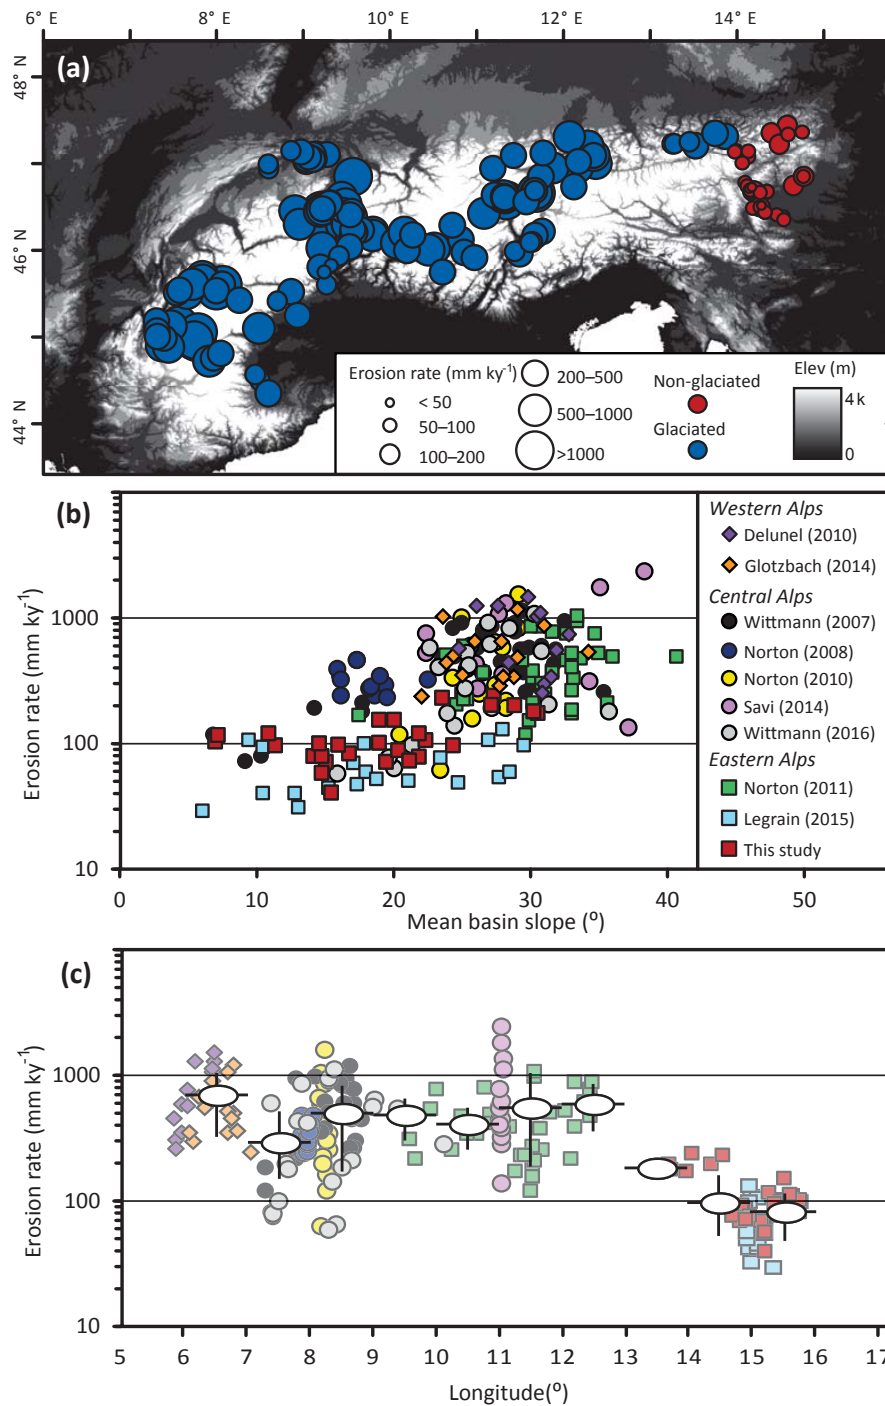 6° E
8° E
10° E
12° E
14° E
(a)
48° N
46° N
44° N
Erosion rate (mm ky-1)
< 50
50–100
100–200
200–500
500–1000
>1000
Non-glaciated
Glaciated
Elev (m)
4k
0
(b)
Erosion rate (mm ky-1)
1000
100
10
0
10
20
30
40
50
Mean basin slope (°)
Western Alps
Delunel (2010)
Glotzbach (2014)
Central Alps
Wittmann (2007)
Norton (2008)
Norton (2010)
Savi (2014)
Wittmann (2016)
Eastern Alps
Norton (2011)
Legrain (2015)
This study
(c)
Erosion rate (mm ky-1)
1000
100
10
5
6
7
8
9
10
11
12
13
14
15
16
17
Longitude(°)